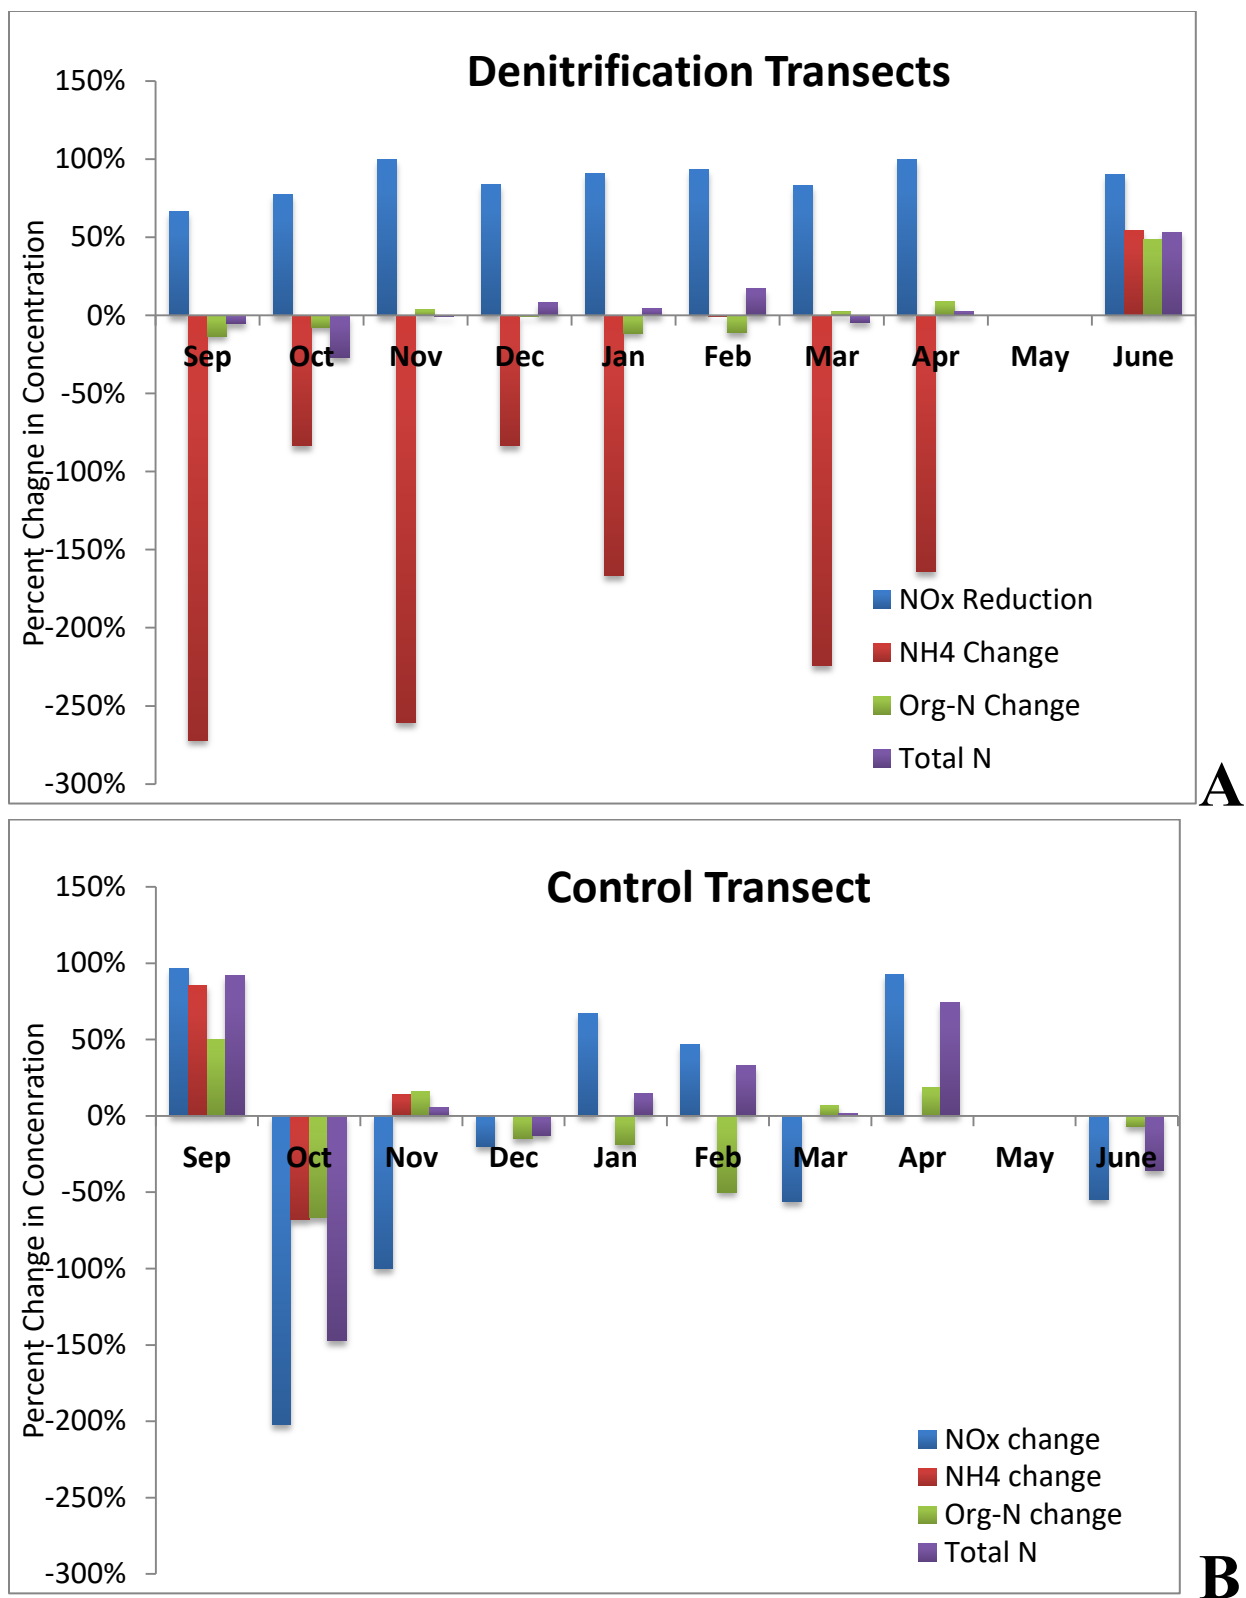 Denitrification Transects
150%
100%
50%
0%
-50%
-100%
-150%
-200%
-250%
-300%
Percent Chagne in Concentration
Sep Oct Nov Dec Jan Feb Mar Apr May June
NOx Reduction
NH4 Change
Org-N Change
Total N
A
Control Transect
150%
100%
50%
0%
-50%
-100%
-150%
-200%
-250%
-300%
Percent Change in Concenration
Sep Oct Nov Dec Jan Feb Mar Apr May June
NOx change
NH4 change
Org-N change
Total N
B